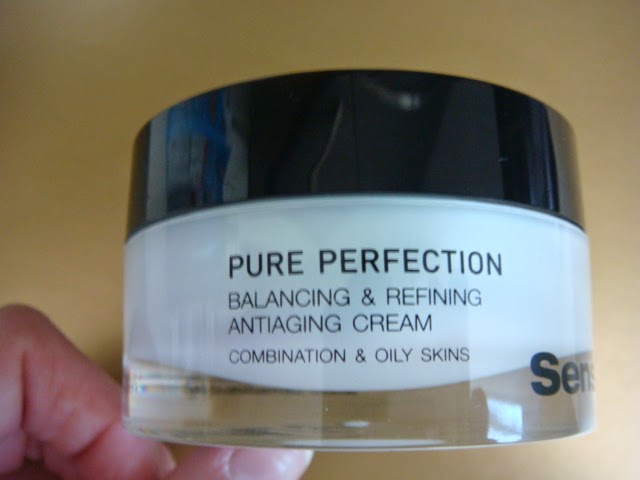 PURE PERFECTION
BALANCING & REFINING
ANTIAGING CREAM
COMBINATION & OILY SKINS
Sens